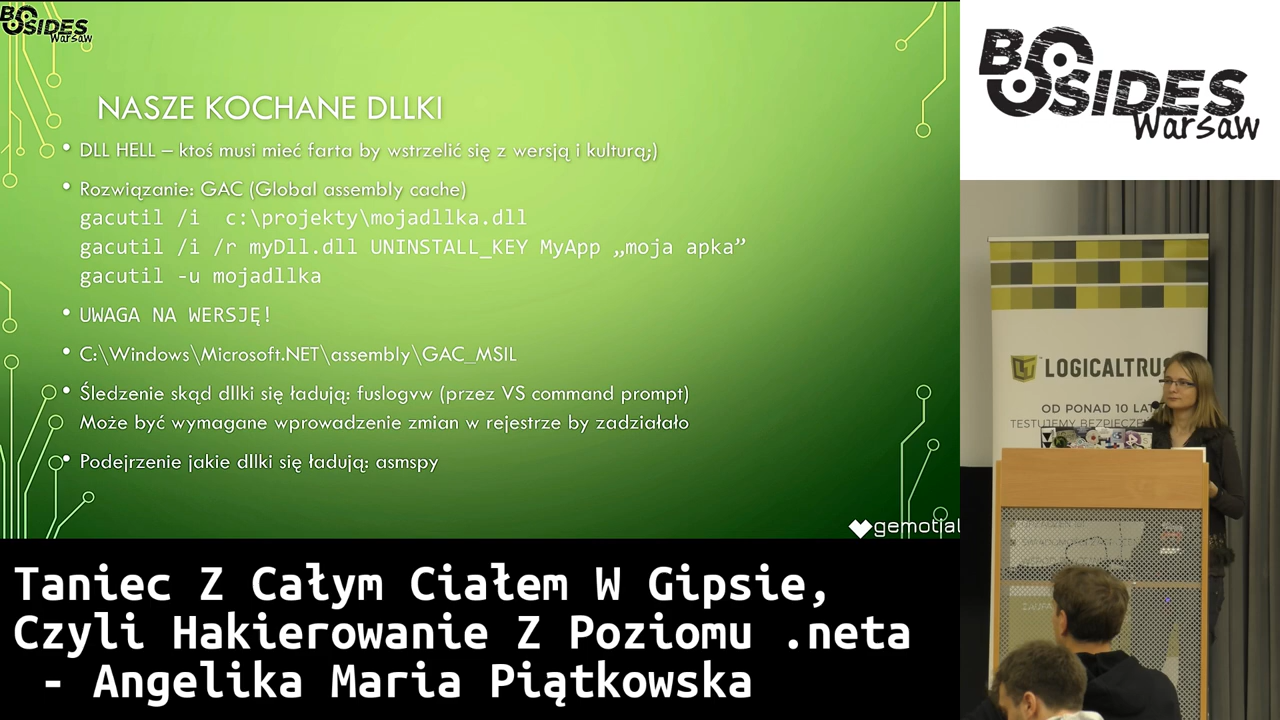 BSIDES
Warsaw
NASZE KOCHANE DLLKI
• DLL HELL – ktoś musi mieć farta by wstrzelić się z wersją i kulturą;)
• Rozwiązanie: GAC (Global assembly cache)
gacutil /i c:\projekty\mojadllka.dll
gacutil /i /r myDll.dll UNINSTALL_KEY MyApp „moja apka”
gacutil -u mojadllka
• UWAGA NA WERSJĘ!
• C:\Windows\Microsoft.NET\assembly\GAC_MSIL
• Śledzenie skąd dllki się ładują: fuslogvw (przez VS command prompt)
Może być wymagane wprowadzenie zmian w rejestrze by zadziałało
• Podejrzenie jakie dllki się ładują: asmspy
gemotial
Taniec Z Całym Ciałem W Gipsie,
Czyli Hakierowanie Z Poziomu .neta
- Angelika Maria Piątkowska
BSIDES
Warsaw
LOGICALTRUS
OD PONAD 10 LAT
TESTUJEMY BEZPIECZE